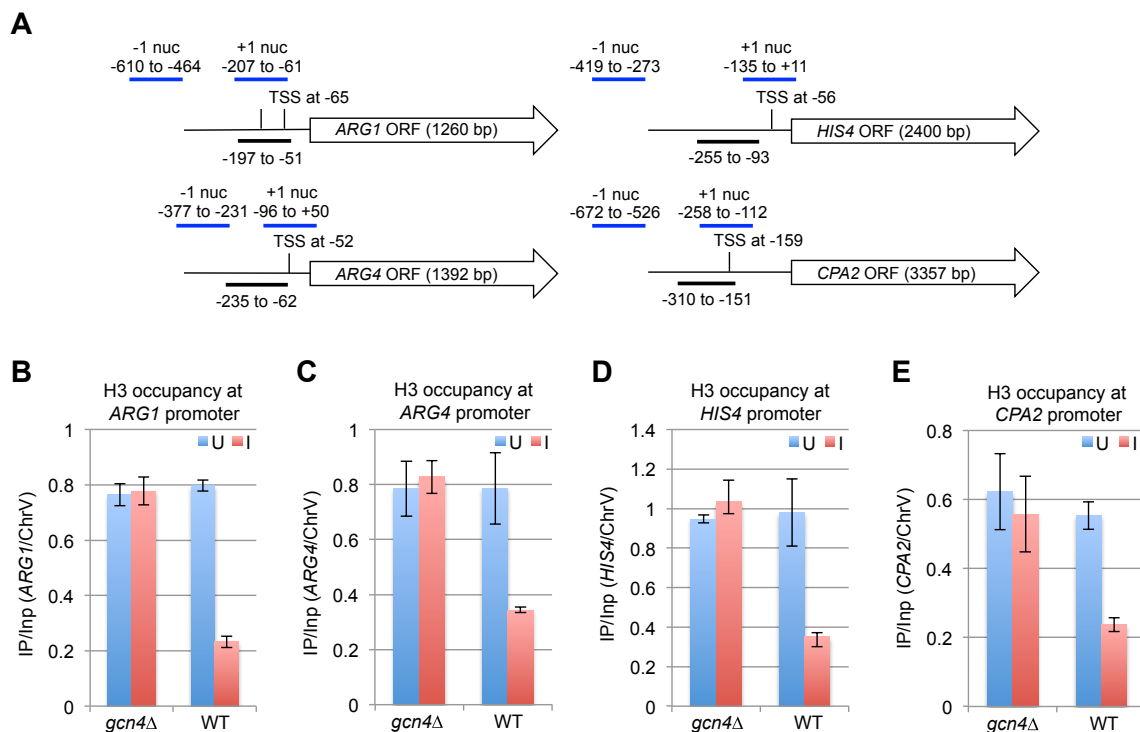 A
-1 nuc
-610 to -464
+1 nuc
-207 to -61
TSS at -65
ARG1 ORF (1260 bp)
-197 to -51
-1 nuc
-419 to -273
+1 nuc
-135 to +11
TSS at -56
HIS4 ORF (2400 bp)
-255 to -93
-1 nuc
-377 to -231
+1 nuc
-96 to +50
TSS at -52
ARG4 ORF (1392 bp)
-235 to -62
-1 nuc
-672 to -526
+1 nuc
-258 to -112
TSS at -159
CPA2 ORF (3357 bp)
-310 to -151
B
H3 occupancy at
ARG1 promoter
U I
IP/Inp (ARG1/ChrV)
1
0.8
0.6
0.4
0.2
0
gcn4Δ WT
C
H3 occupancy at
ARG4 promoter
U I
IP/Inp (ARG4/ChrV)
1
0.8
0.6
0.4
0.2
0
gcn4Δ WT
D
H3 occupancy at
HIS4 promoter
U I
IP/Inp (HIS4/ChrV)
1.4
1.2
1
0.8
0.6
0.4
0.2
0
gcn4Δ WT
E
H3 occupancy at
CPA2 promoter
U I
IP/Inp (CPA2/ChrV)
0.8
0.6
0.4
0.2
0
gcn4Δ WT